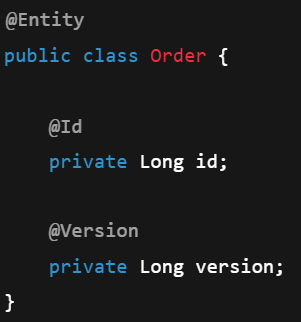 @Entity
public class Order {
@Id
private Long id;
@Version
private Long version;
}